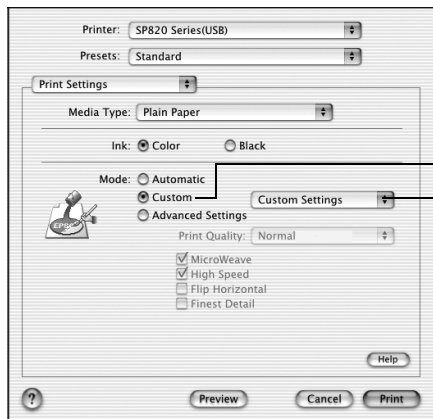 Printer: SP820 Series(USB)
Presets: Standard
Print Settings
Media Type: Plain Paper
Ink: Color Black
Mode: Automatic
Custom Custom Settings
Advanced Settings
EPSON
Print Quality: Normal
MicroWeave
High Speed
Flip Horizontal
Finest Detail
Help
? Preview Cancel Print